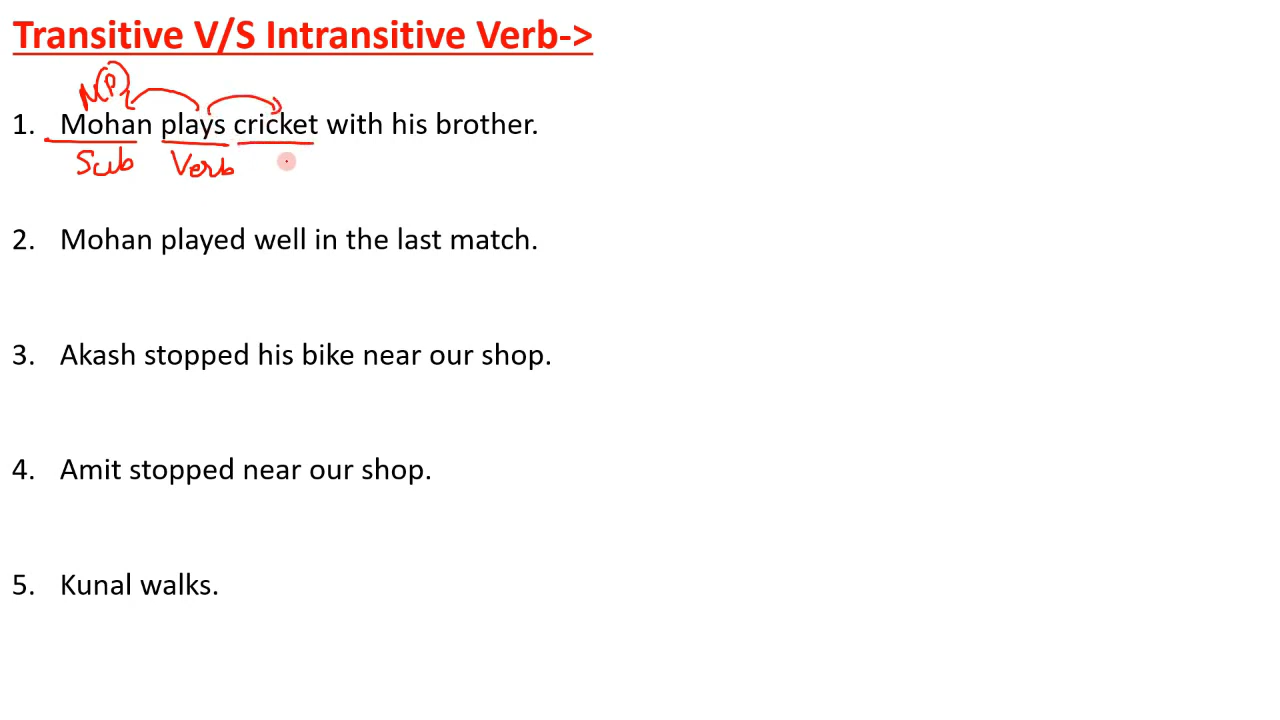 Transitive V/S Intransitive Verb->
N(P)
1. Mohan plays cricket with his brother.
Sub Verb
2. Mohan played well in the last match.
3. Akash stopped his bike near our shop.
4. Amit stopped near our shop.
5. Kunal walks.